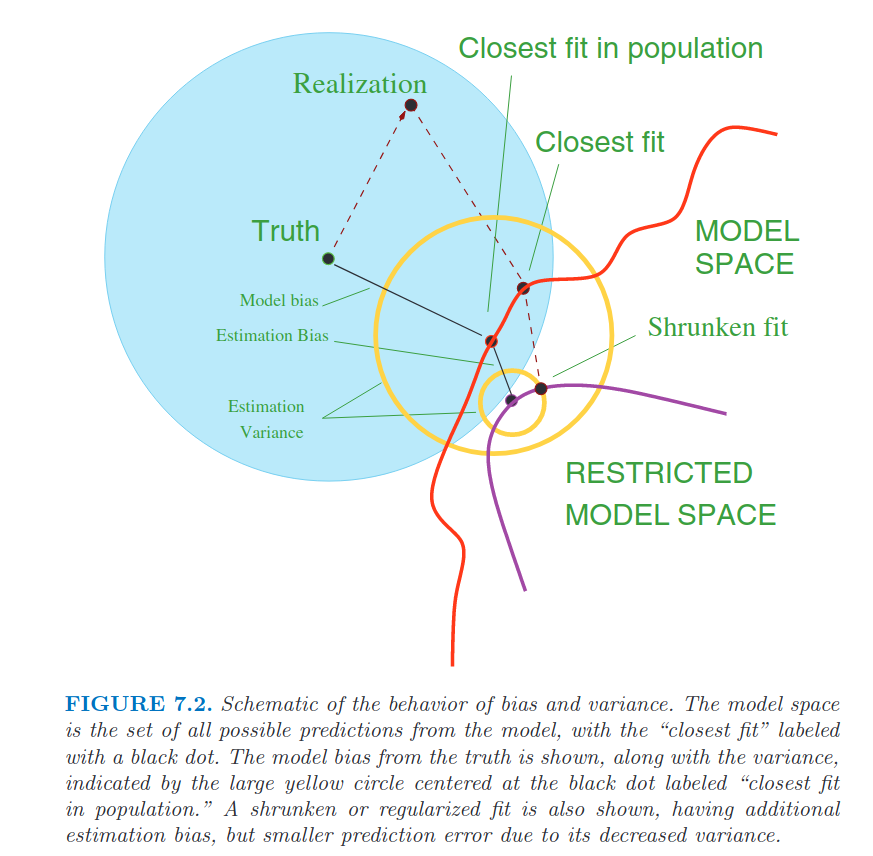 Closest fit in population
Realization
Closest fit
Truth
MODEL
SPACE
Model bias
Shrunken fit
Estimation Bias
Estimation
Variance
RESTRICTED
MODEL SPACE
FIGURE 7.2. Schematic of the behavior of bias and variance. The model space
is the set of all possible predictions from the model, with the “closest fit” labeled
with a black dot. The model bias from the truth is shown, along with the variance,
indicated by the large yellow circle centered at the black dot labeled “closest fit
in population.” A shrunken or regularized fit is also shown, having additional
estimation bias, but smaller prediction error due to its decreased variance.